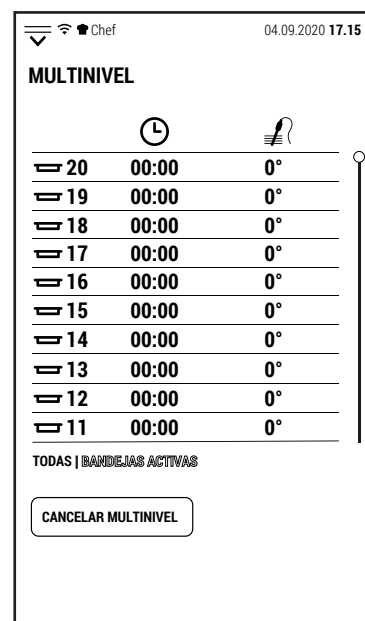 Chef 04.09.2020 17.15
MULTINIVEL
20 00:00 0°
19 00:00 0°
18 00:00 0°
17 00:00 0°
16 00:00 0°
15 00:00 0°
14 00:00 0°
13 00:00 0°
12 00:00 0°
11 00:00 0°
TODAS | BANDEJAS ACTIVAS
CANCELAR MULTINIVEL